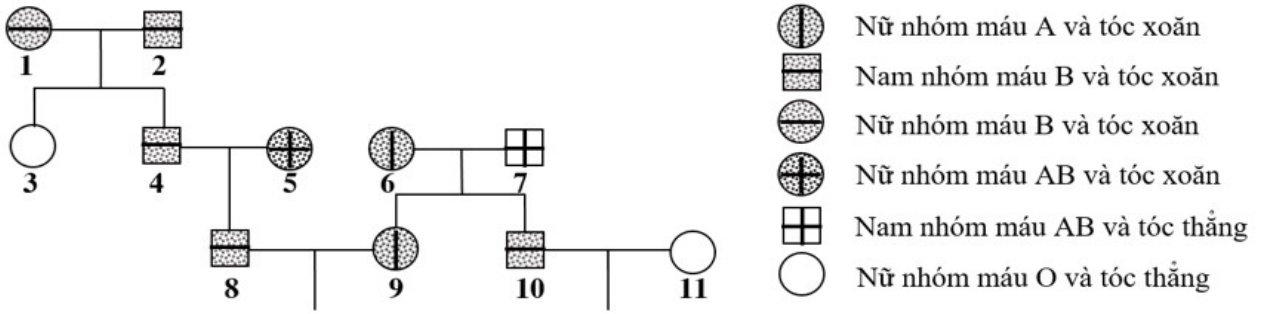 1
2
3
4
5
6
7
8
9
10
11
Nữ nhóm máu A và tóc xoăn
Nam nhóm máu B và tóc xoăn
Nữ nhóm máu B và tóc xoăn
Nữ nhóm máu AB và tóc xoăn
Nam nhóm máu AB và tóc thẳng
Nữ nhóm máu O và tóc thẳng